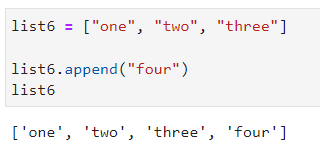 list6 = ["one", "two", "three"]
list6.append("four")
list6
['one', 'two', 'three', 'four']